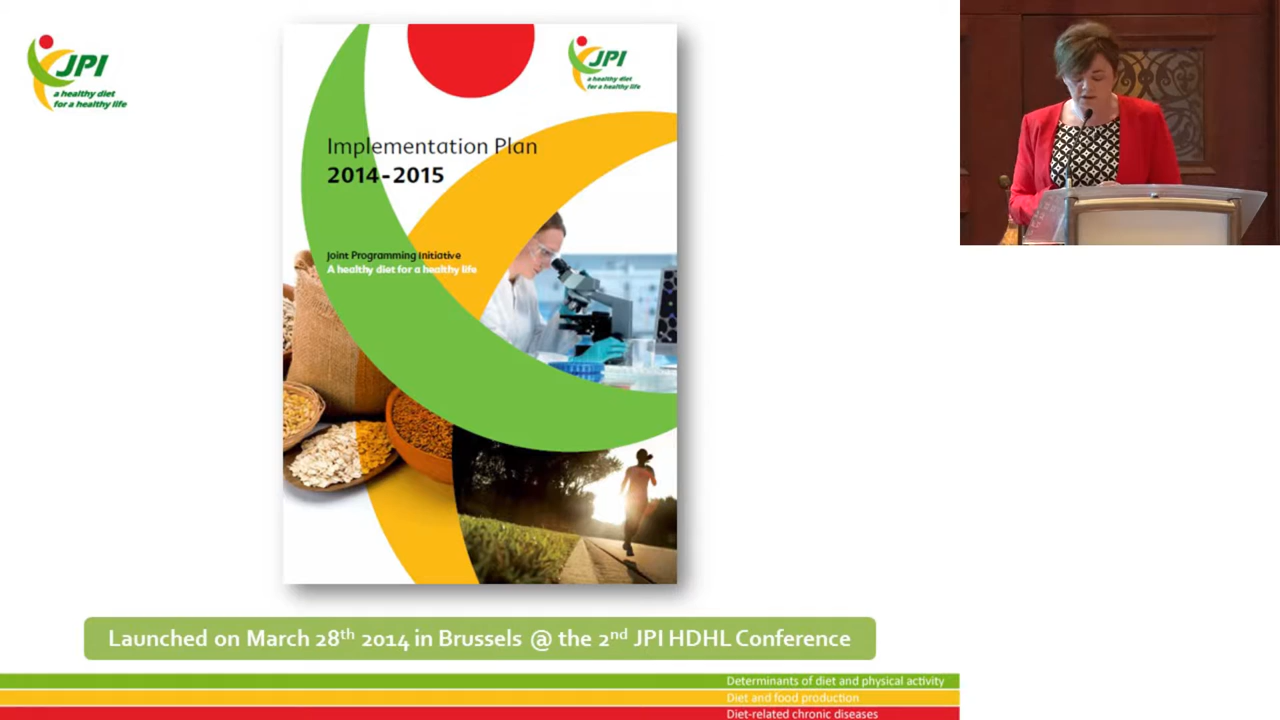 JPI
a healthy diet
for a healthy life
JPI
a healthy diet
for a healthy life
Implementation Plan
2014-2015
Joint Programming Initiative
A healthy diet for a healthy life
Launched on March 28th 2014 in Brussels @ the 2nd JPI HDHL Conference
Determinants of diet and physical activity
Diet and food production
Diet-related chronic diseases